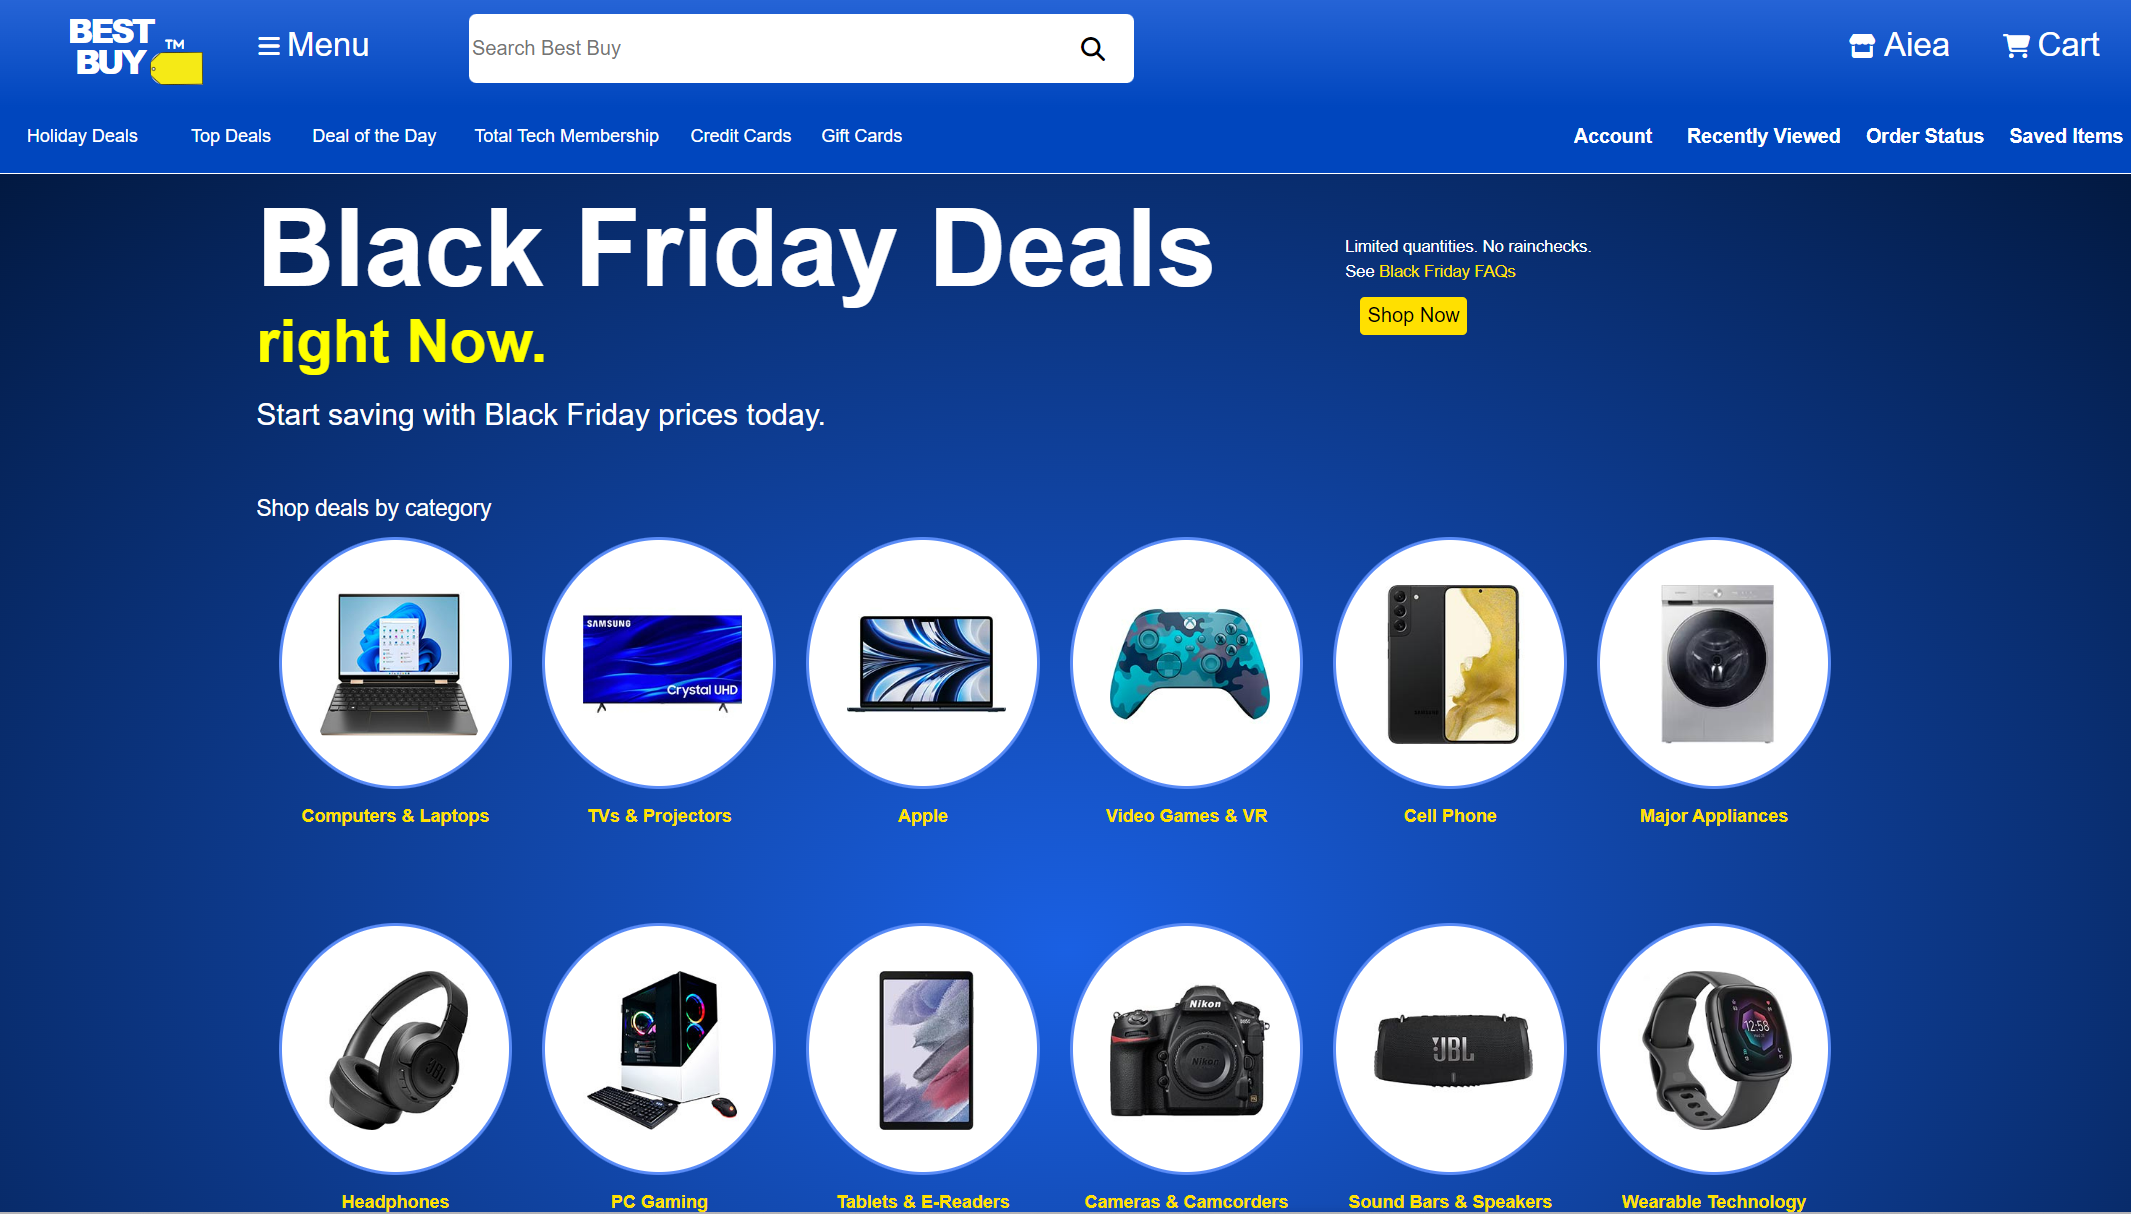 BEST
BUY
TM
Menu
Search Best Buy
Aiea
Cart
Holiday Deals
Top Deals
Deal of the Day
Total Tech Membership
Credit Cards
Gift Cards
Account
Recently Viewed
Order Status
Saved Items
Black Friday Deals
right Now.
Start saving with Black Friday prices today.
Limited quantities. No rainchecks.
See Black Friday FAQs
Shop Now
Shop deals by category
SAMSUNG
Crystal UHD
Computers & Laptops
TVs & Projectors
Apple
Video Games & VR
Cell Phone
Major Appliances
JBL
Nikon
Nikon
JBL
12:58
Headphones
PC Gaming
Tablets & E-Readers
Cameras & Camcorders
Sound Bars & Speakers
Wearable Technology